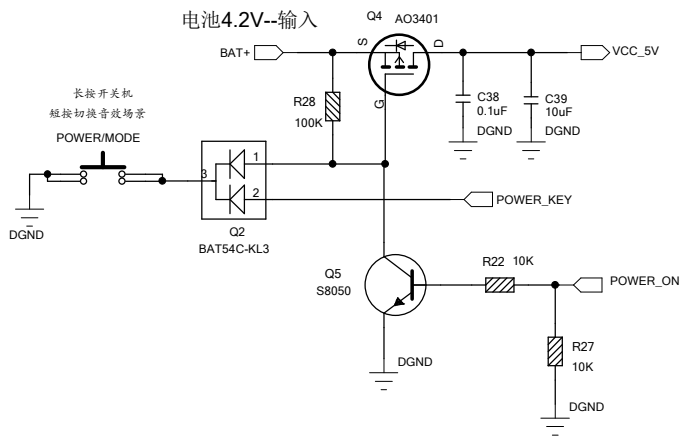 电池4.2V--输入
Q4
AO3401
BAT+
S
D
VCC_5V
G
R28
100K
C38
0.1uF
DGND
C39
10uF
DGND
长按开关机
短按切换音效场景
POWER/MODE
DGND
3
1
2
Q2
BAT54C-KL3
POWER_KEY
Q5
S8050
R22 10K
POWER_ON
R27
10K
DGND
DGND